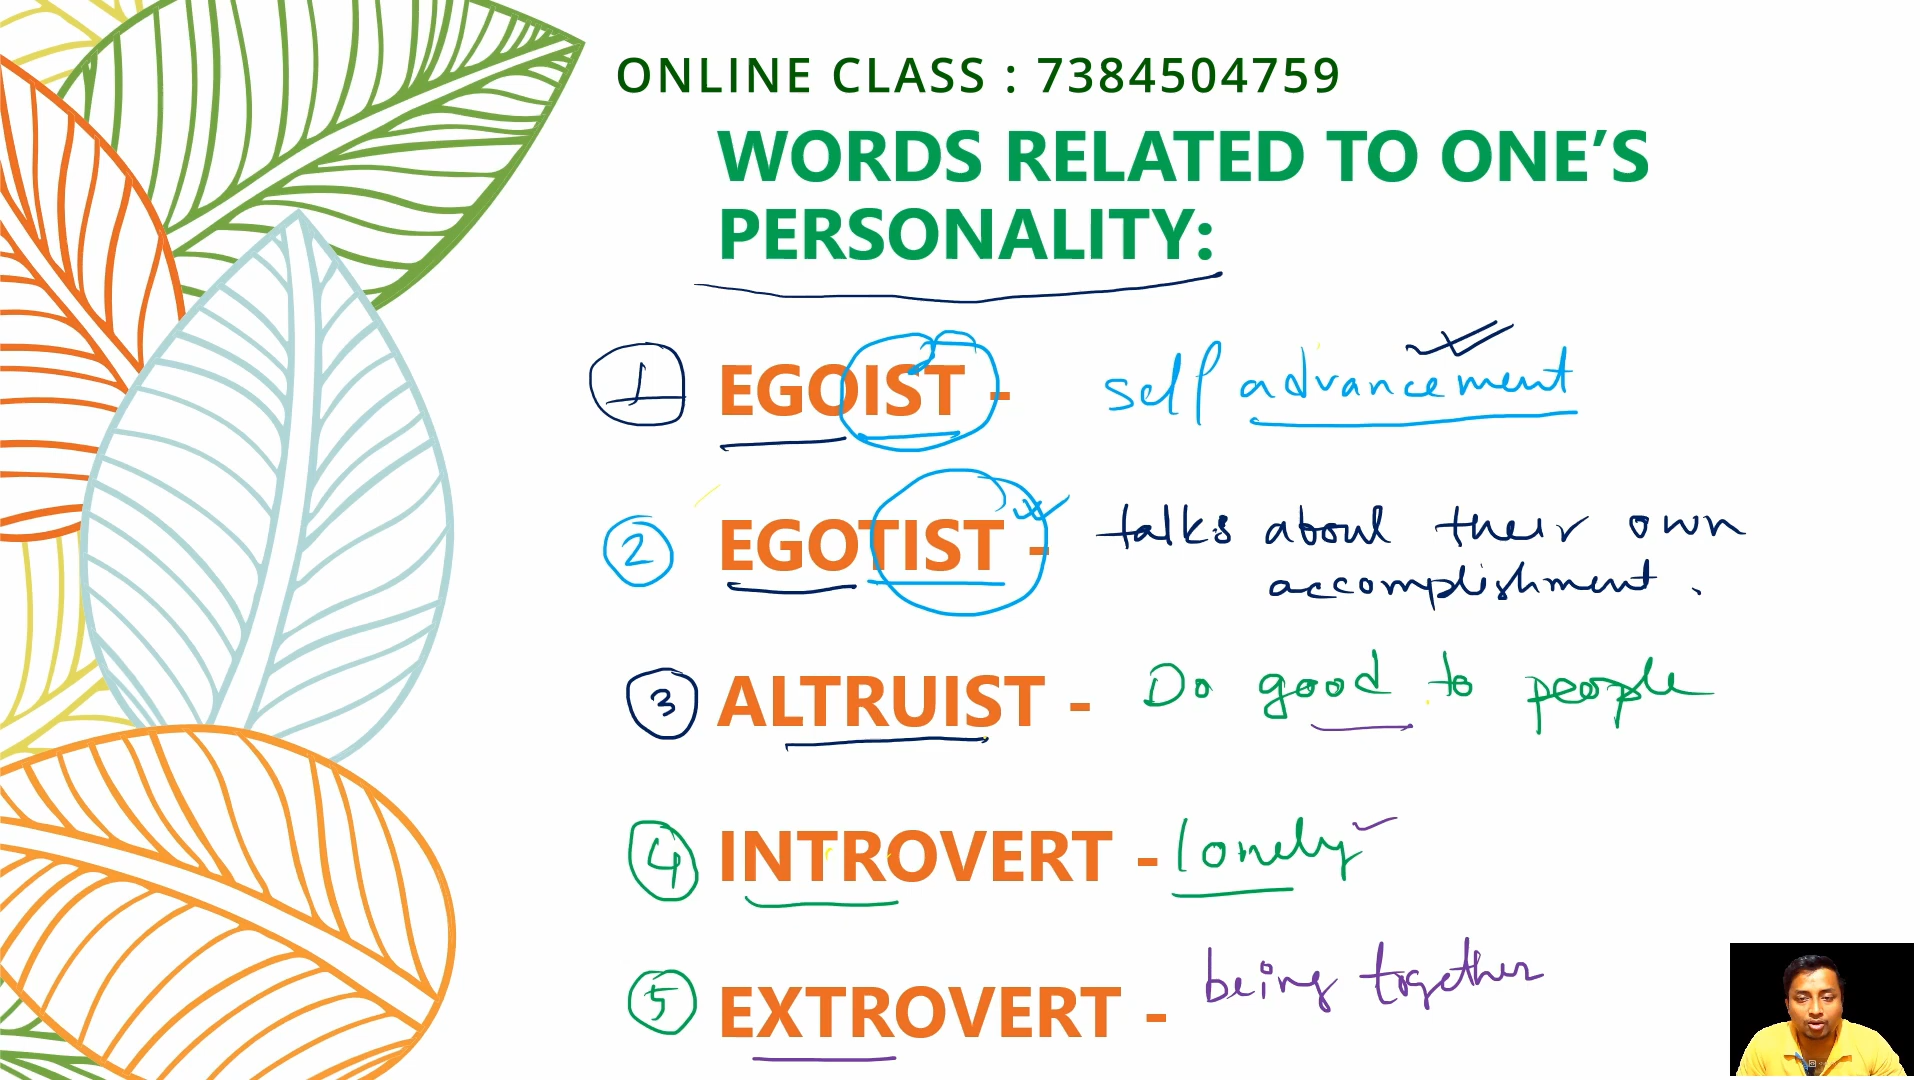 ONLINE CLASS : 7384504759
WORDS RELATED TO ONE’S
PERSONALITY:
1 EGOIST - self advancement
2 EGOTIST - talks about their own
accomplishment.
3 ALTRUIST - Do good to people
4 INTROVERT - lonely
5 EXTROVERT - being together